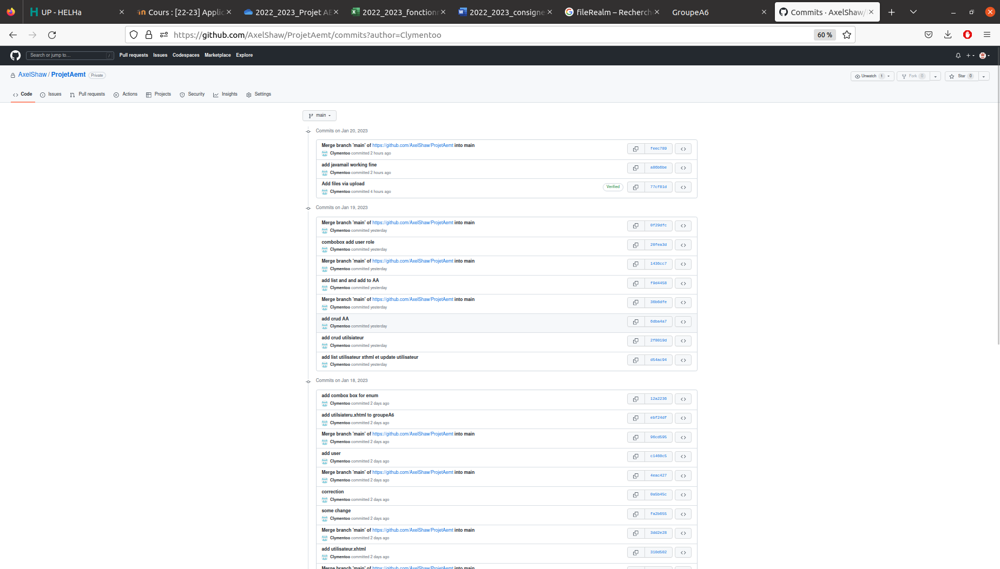 UP - HELHa
Cours : [22-23] Applic
2022_2023_Projet AE
2022_2023_fonctionn
2022_2023_consigne
fileRealm – Recherch
GroupeA6
Commits · AxelShaw/
https://github.com/AxelShaw/ProjetAemt/commits?author=Clymentoo
60 %
Search or jump to... /
Pull requests
Issues
Codespaces
Marketplace
Explore
AxelShaw / ProjetAemt Private
Unwatch 1
Fork 0
Star 0
Code
Issues
Pull requests
Actions
Projects
Security
Insights
Settings
main
Commits on Jan 20, 2023
Merge branch 'main' of https://github.com/AxelShaw/ProjetAemt into main
Clymentoo committed 2 hours ago
feec789
add javamail working fine
Clymentoo committed 2 hours ago
a86b6be
Add files via upload
Clymentoo committed 4 hours ago
Verified
77cf81d
Commits on Jan 19, 2023
Merge branch 'main' of https://github.com/AxelShaw/ProjetAemt into main
Clymentoo committed yesterday
0f29dfc
combobox add user role
Clymentoo committed yesterday
20fea3d
Merge branch 'main' of https://github.com/AxelShaw/ProjetAemt into main
Clymentoo committed yesterday
1436cc7
add list and and add to AA
Clymentoo committed yesterday
f9d4458
Merge branch 'main' of https://github.com/AxelShaw/ProjetAemt into main
Clymentoo committed yesterday
36b6dfe
add crud AA
Clymentoo committed yesterday
6dba4a7
add crud utilsiateur
Clymentoo committed yesterday
2f8019d
add list utilisateur xthml et update utilisateur
Clymentoo committed yesterday
d54ac94
Commits on Jan 18, 2023
add combox box for enum
Clymentoo committed 2 days ago
12a2236
add utilsiateru.xhtml to groupeA6
Clymentoo committed 2 days ago
ebf24df
Merge branch 'main' of https://github.com/AxelShaw/ProjetAemt into main
Clymentoo committed 2 days ago
96cd595
add user
Clymentoo committed 2 days ago
c1460c5
Merge branch 'main' of https://github.com/AxelShaw/ProjetAemt into main
Clymentoo committed 2 days ago
4eac427
correction
Clymentoo committed 2 days ago
0a5b45c
some change
Clymentoo committed 2 days ago
fa2b655
Merge branch 'main' of https://github.com/AxelShaw/ProjetAemt into main
Clymentoo committed 2 days ago
3dd2e28
add utilisateur.xhtml
Clymentoo committed 2 days ago
310d502
Merge branch 'main' of https://github.com/AxelShaw/ProjetAemt into main